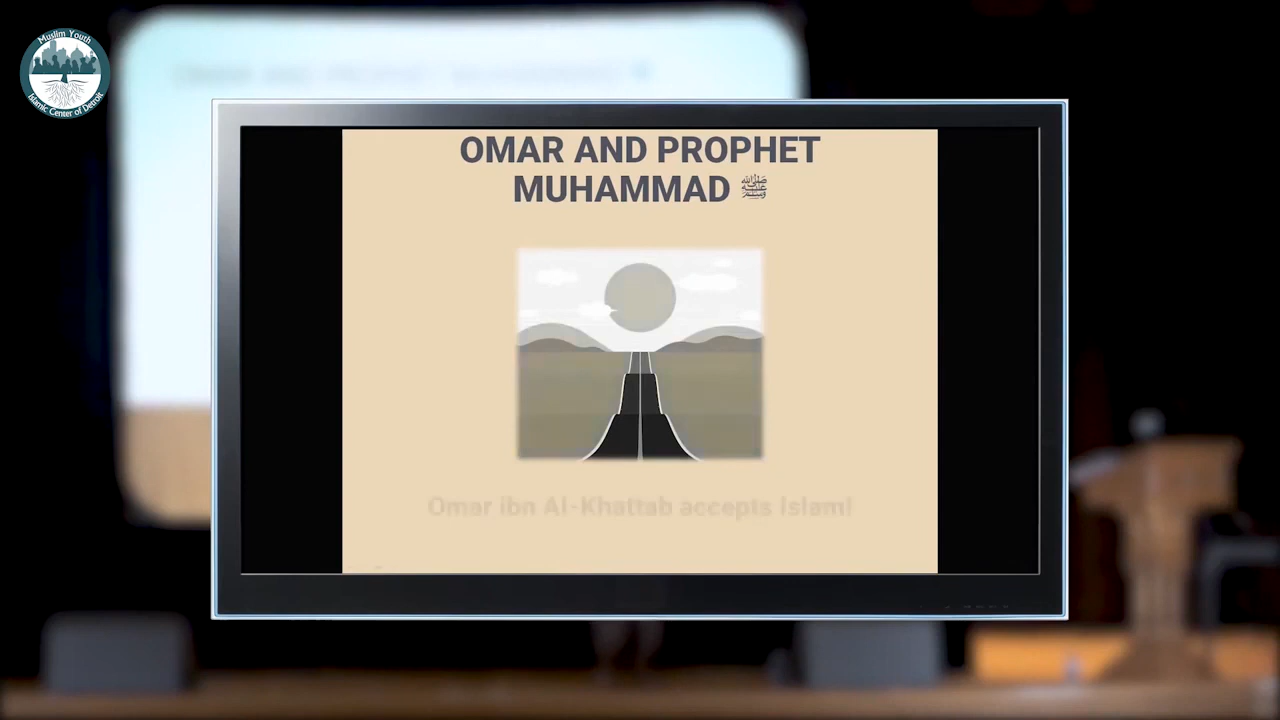 Muslim Youth
Islamic Center of Detroit
OMAR AND PROPHET
MUHAMMAD ﷺ
Omar ibn Al-Khattab accepts Islam!